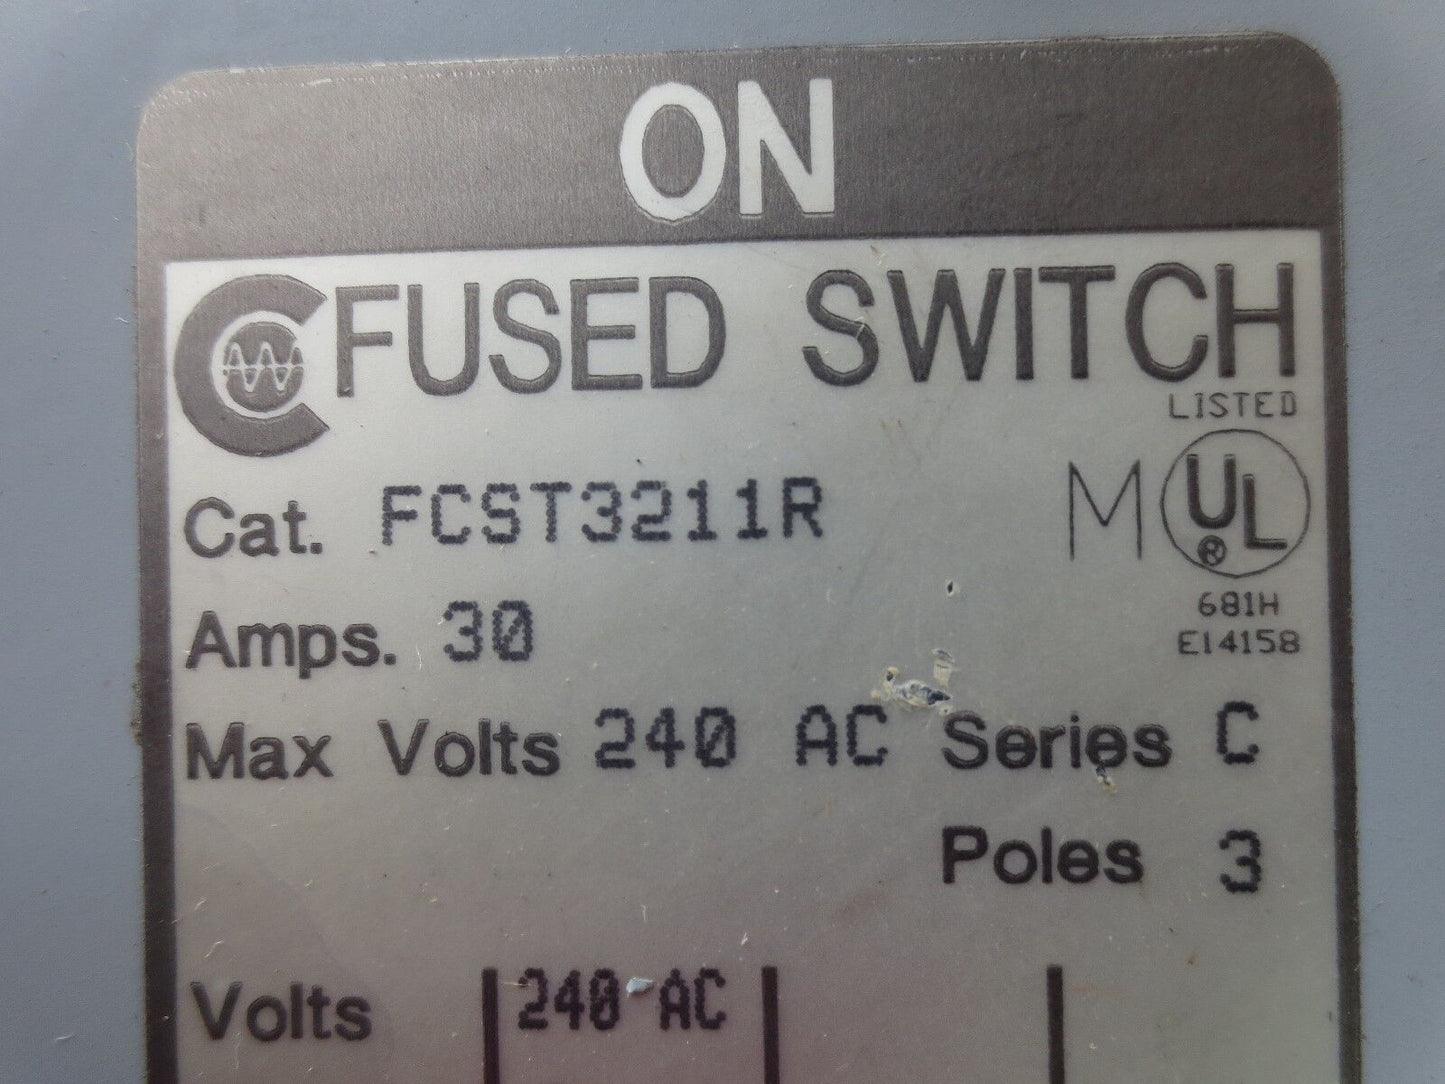 ON
FUSED SWITCH
LISTED
Cat. FCST3211R
M UL ®
681H
Amps. 30
E14158
Max Volts 240 AC Series C
Poles 3
Volts 240 AC